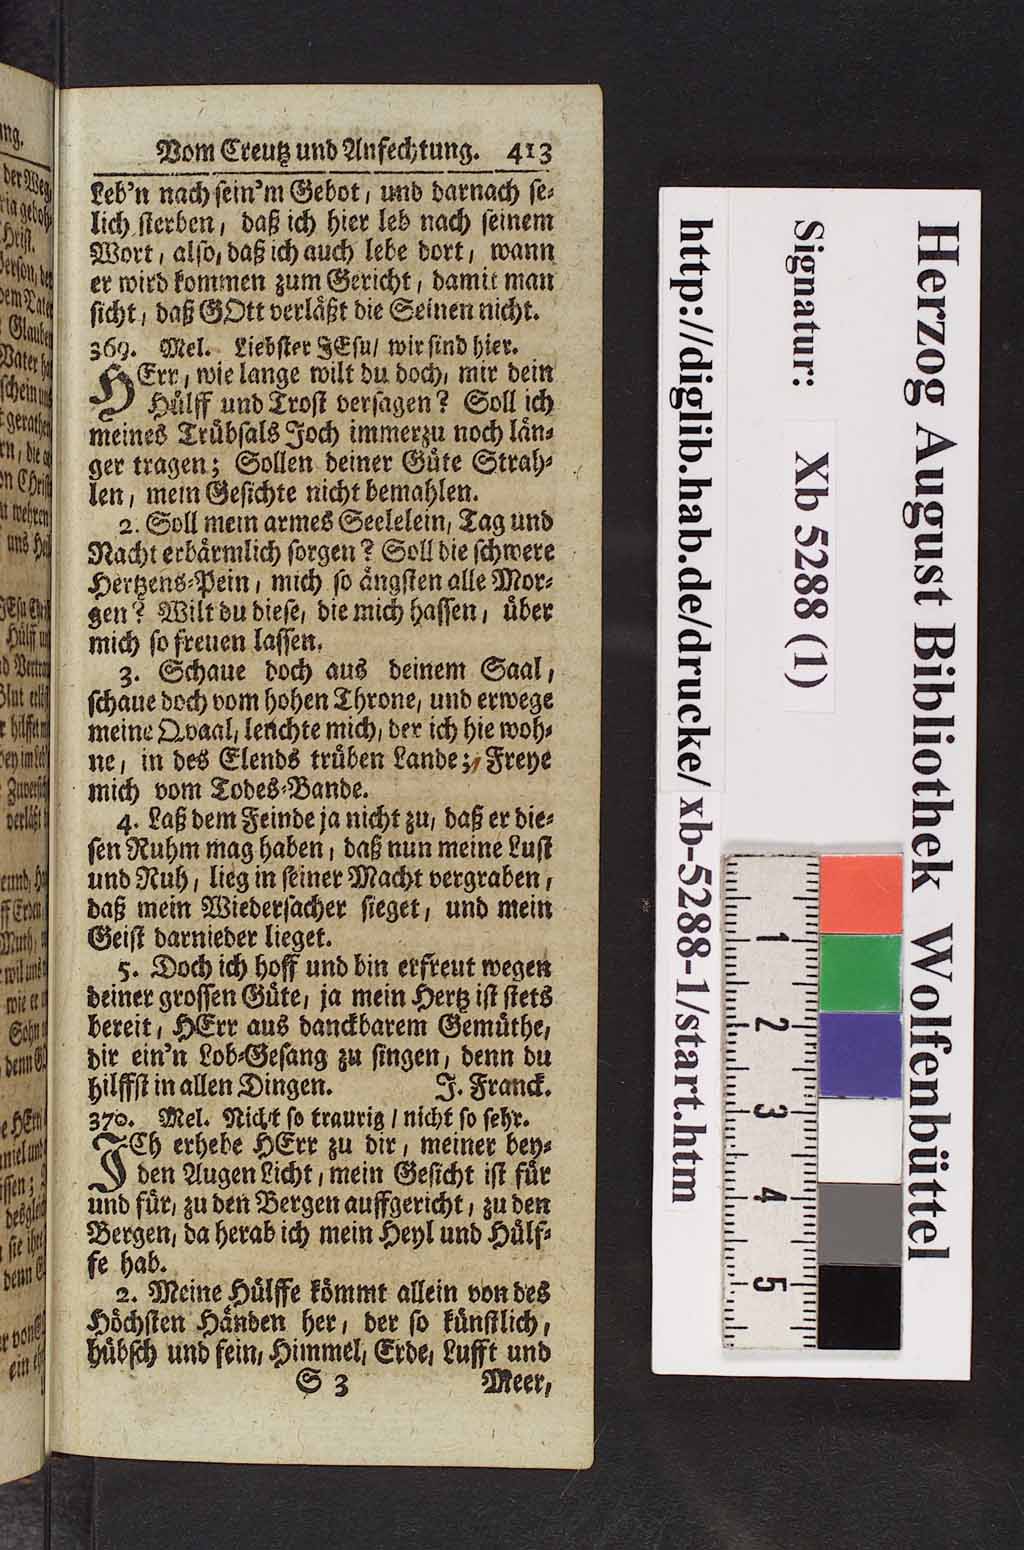 Vom Creutz und Anfechtung. 413
Leb'n nach sein'm Gebot, und darnach se-
lich sterben, daß ich hier leb nach seinem
Wort, also, daß ich auch lebe dort, wann
er wird kommen zum Gericht, damit man
sicht, daß GOtt verläßt die Seinen nicht.
369. Mel. Liebster JEsu/ wir sind hier.
HErr, wie lange wilt du doch, mir dein
Hülff und Trost versagen? Soll ich
meines Trübsals Joch immerzu noch län-
ger tragen; Sollen deiner Güte Strah-
len, mein Gesichte nicht bemahlen.
2. Soll mein armes Seelelein, Tag und
Nacht erbärmlich sorgen? Soll die schwere
Hertzens-Pein, mich so ängsten alle Mor-
gen? Wilt du diese, die mich hassen, über
mich so freuen lassen.
3. Schaue doch aus deinem Saal,
schaue doch vom hohen Throne, und erwege
meine Qvaal, leuchte mich, der ich hie woh-
ne, in des Elends trüben Lande; Freye
mich vom Todes-Bande.
4. Laß dem Feinde ja nicht zu, daß er die-
sen Ruhm mag haben, daß nun meine Lust
und Ruh, lieg in seiner Macht vergraben,
daß mein Wiedersacher sieget, und mein
Geist darnieder lieget.
5. Doch ich hoff und bin erfreut wegen
deiner grossen Güte, ja mein Hertz ist stets
bereit, HErr aus danckbarem Gemüthe,
dir ein'n Lob-Gesang zu singen, denn du
hilffst in allen Dingen. J. Franck.
370. Mel. Nicht so traurig / nicht so sehr.
ICh erhebe HErr zu dir, meiner bey-
den Augen Licht, mein Gesicht ist für
und für, zu den Bergen auffgericht, zu den
Bergen, da herab ich mein Heyl und Hülf-
fe hab.
2. Meine Hülffe kömmt allein von des
Höchsten Händen her, der so künstlich,
hübsch und fein, Himmel, Erde, Lufft und
S 3 Meer,
Herzog August Bibliothek Wolfenbüttel
Signatur: Xb 5288 (1)
http://diglib.hab.de/drucke/ xb-5288-1/start.htm
1
2
3
4
5